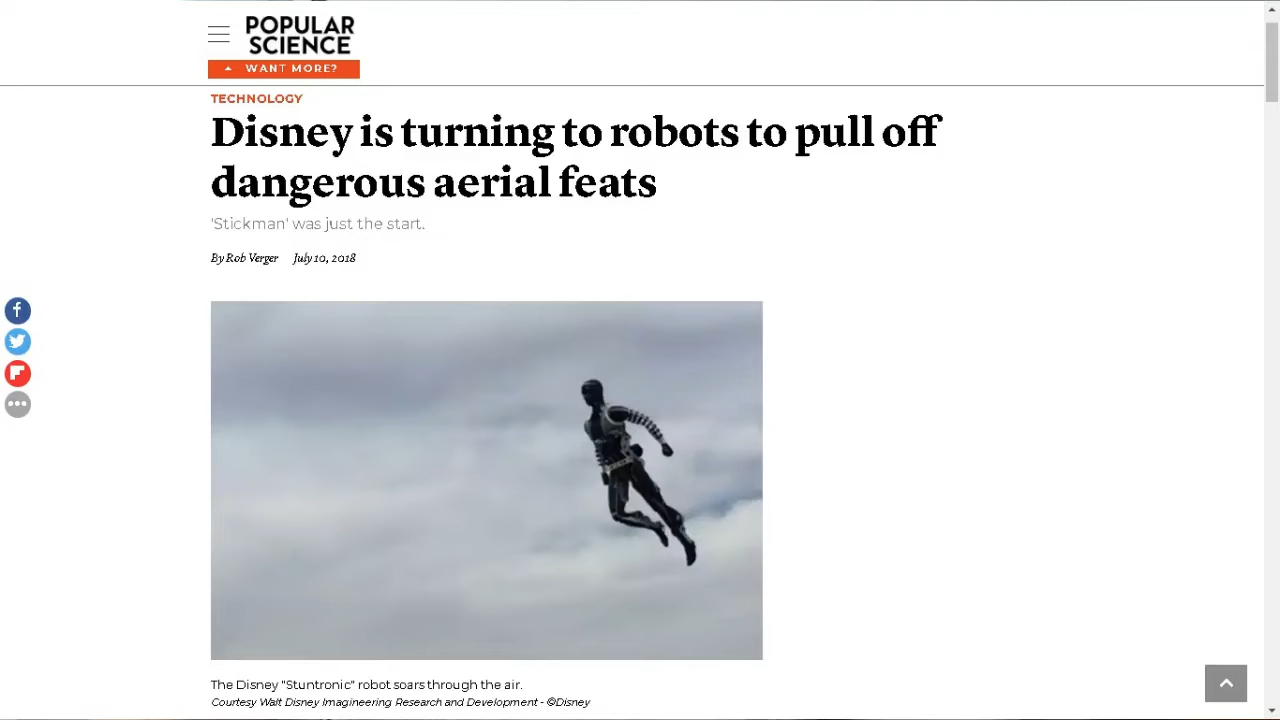 POPULAR
SCIENCE
WANT MORE?
TECHNOLOGY
Disney is turning to robots to pull off
dangerous aerial feats
'Stickman' was just the start.
By Rob Verger July 10, 2018
The Disney "Stuntronic" robot soars through the air.
Courtesy Walt Disney Imagineering Research and Development - ©Disney